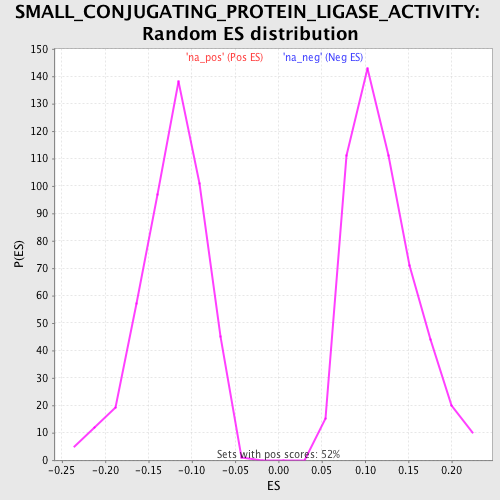 SMALL_CONJUGATING_PROTEIN_LIGASE_ACTIVITY:
Random ES distribution
'na_pos' (Pos ES) 'na_neg' (Neg ES)
150
140
130
120
110
100
90
80
70
60
50
40
30
20
10
0
P(ES)
Sets with pos scores: 52%
-0.25 -0.20 -0.15 -0.10 -0.05 0.00 0.05 0.10 0.15 0.20
ES